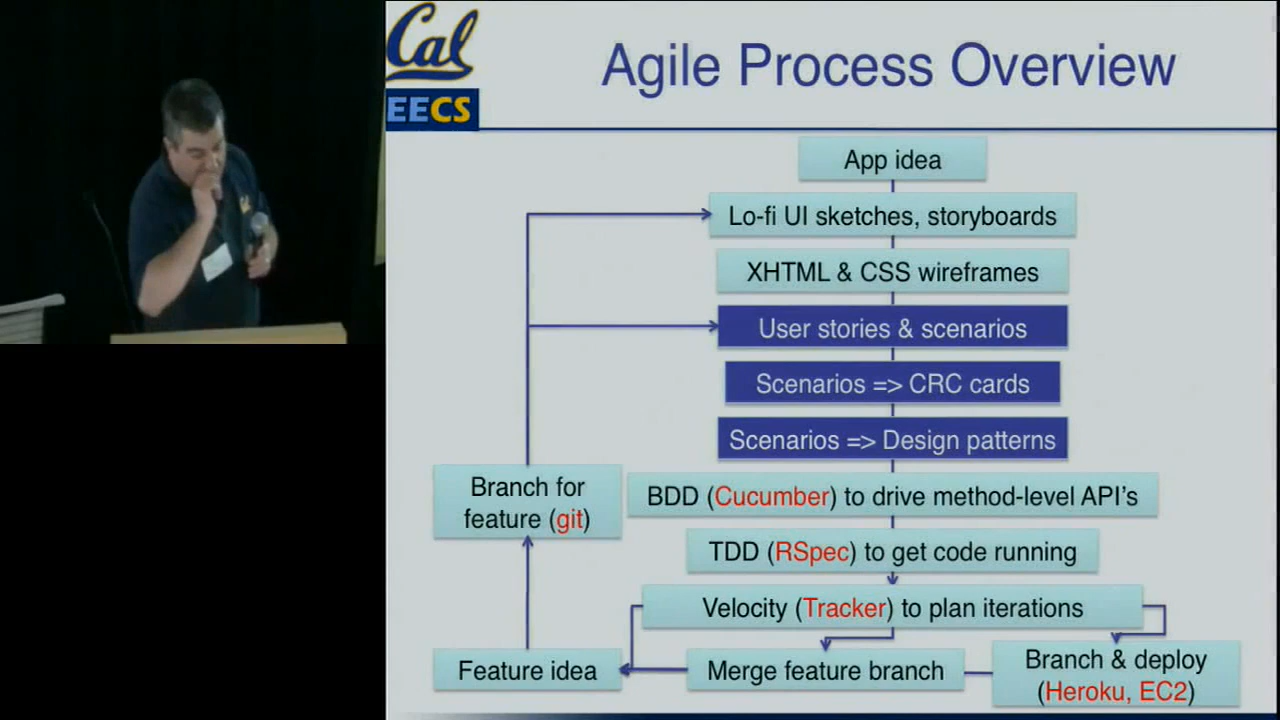 Cal
EECS
Agile Process Overview
App idea
Lo-fi UI sketches, storyboards
XHTML & CSS wireframes
User stories & scenarios
Scenarios => CRC cards
Scenarios => Design patterns
Branch for
feature (git)
BDD (Cucumber) to drive method-level API’s
TDD (RSpec) to get code running
Velocity (Tracker) to plan iterations
Feature idea
Merge feature branch
Branch & deploy
(Heroku, EC2)